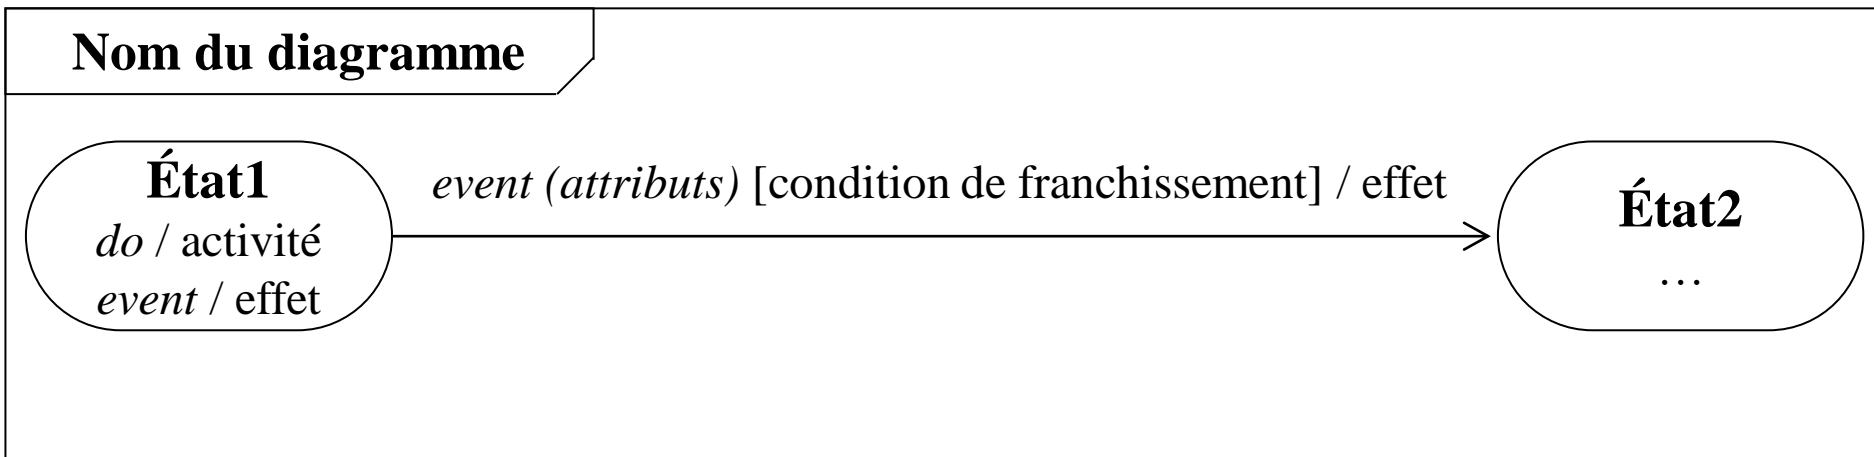 Nom du diagramme
État1
do / activité
event / effet
event (attributs) [condition de franchissement] / effet
État2
…